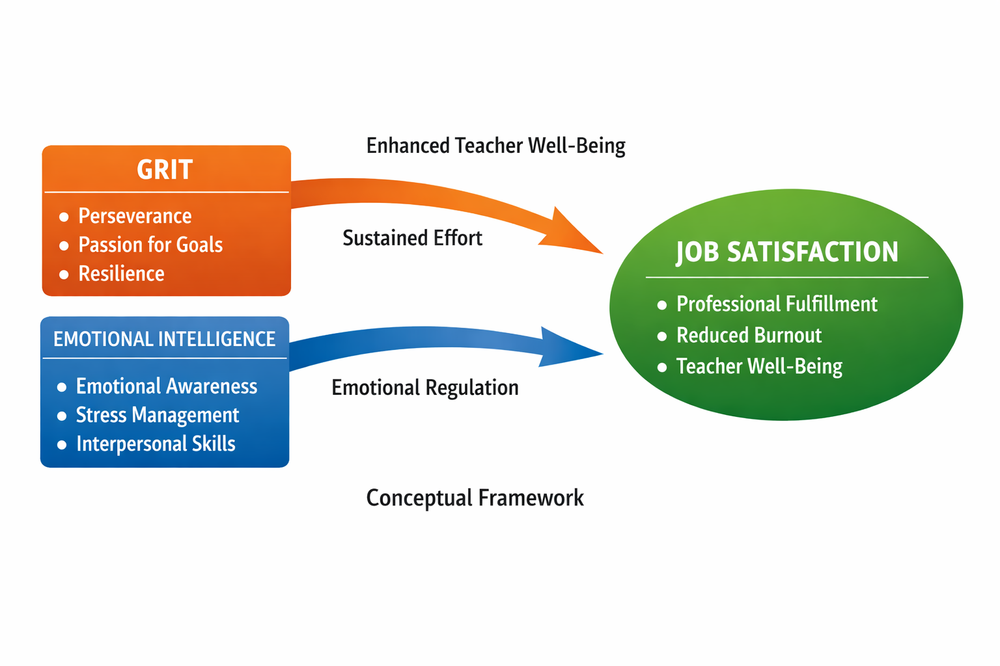 Enhanced Teacher Well-Being
GRIT
Perseverance
Passion for Goals
Resilience
Sustained Effort
EMOTIONAL INTELLIGENCE
Emotional Awareness
Stress Management
Interpersonal Skills
Emotional Regulation
JOB SATISFACTION
Professional Fulfillment
Reduced Burnout
Teacher Well-Being
Conceptual Framework